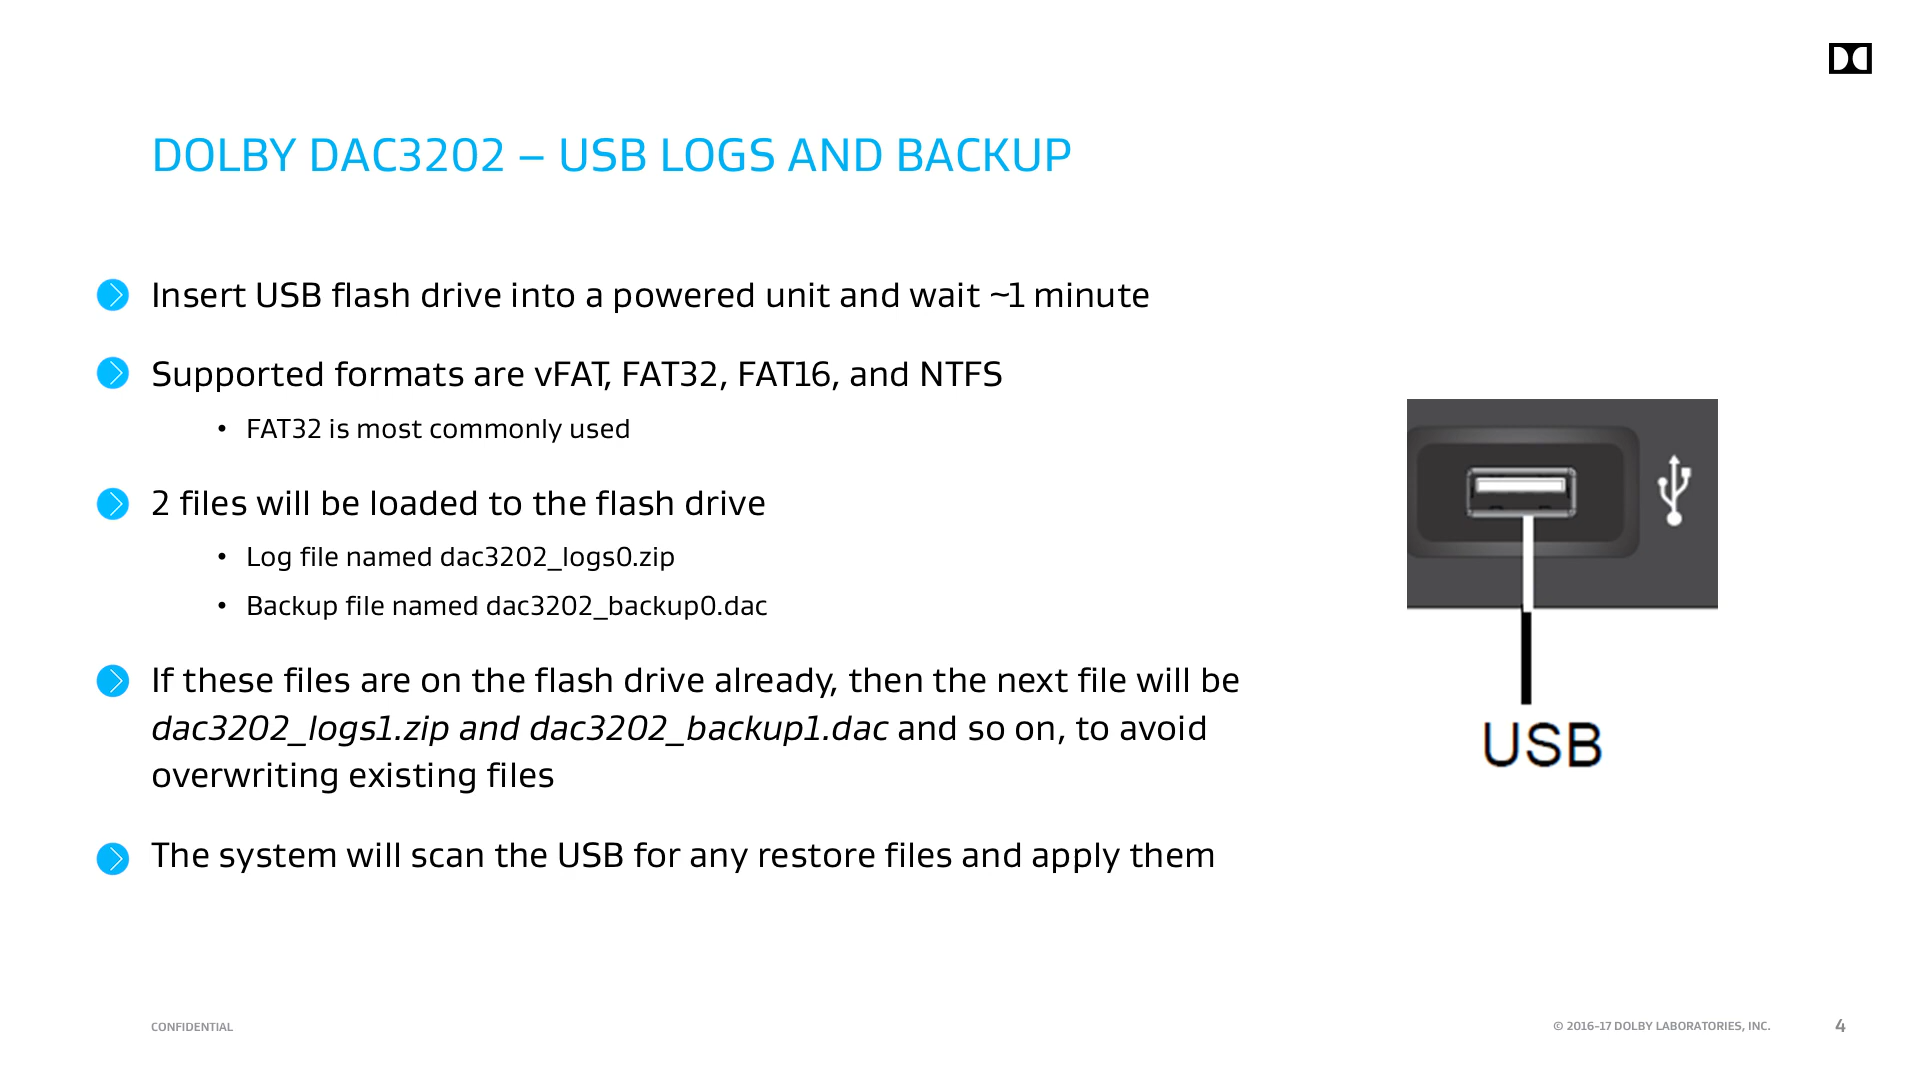 DOLBY DAC3202 – USB LOGS AND BACKUP
Insert USB flash drive into a powered unit and wait ~1 minute
Supported formats are vFAT, FAT32, FAT16, and NTFS
• FAT32 is most commonly used
2 files will be loaded to the flash drive
• Log file named dac3202_logs0.zip
• Backup file named dac3202_backup0.dac
If these files are on the flash drive already, then the next file will be
dac3202_logs1.zip and dac3202_backup1.dac and so on, to avoid
overwriting existing files
The system will scan the USB for any restore files and apply them
USB
CONFIDENTIAL
© 2016-17 DOLBY LABORATORIES, INC.
4